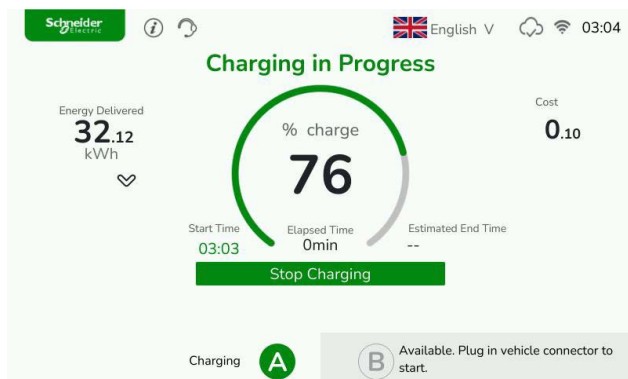 Schneider
Electric
i
English V
03:04
Charging in Progress
Energy Delivered
32.12
kWh
% charge
76
Cost
0.10
Start Time
03:03
Elapsed Time
0min
Estimated End Time
--
Stop Charging
Charging
A
B
Available. Plug in vehicle connector to
start.